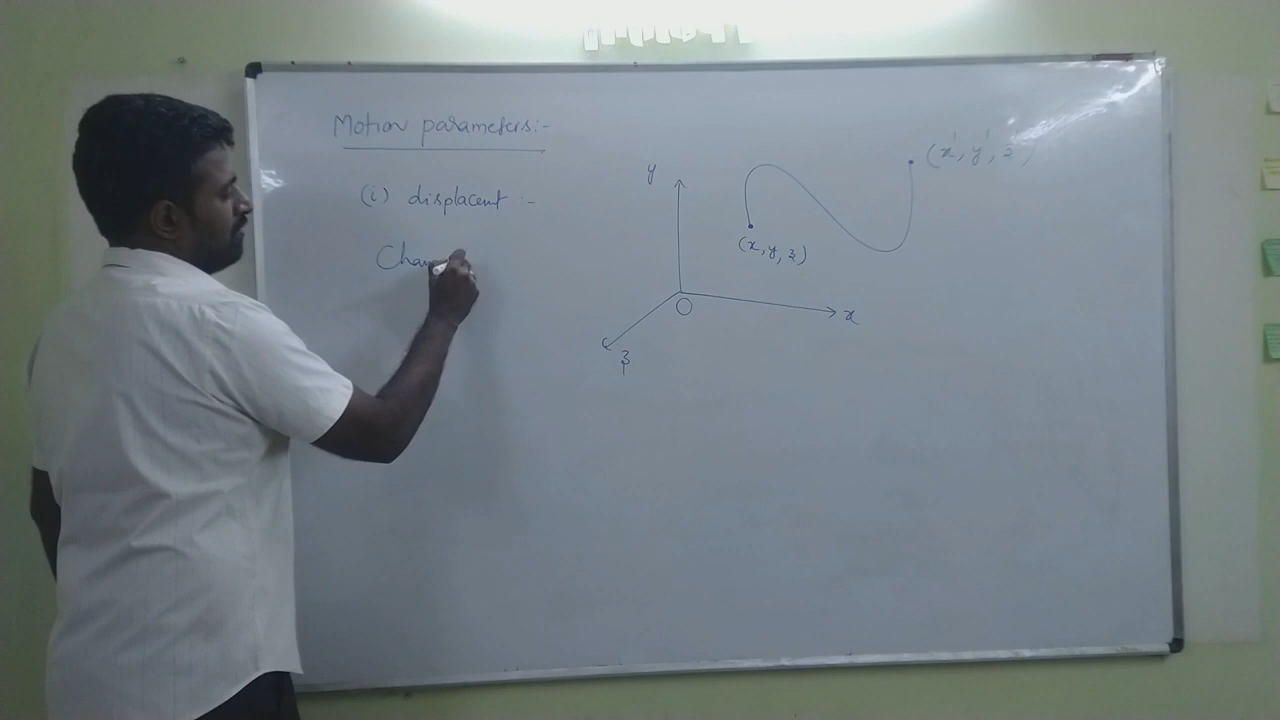 Motion parameters:-
(i) displacent :-
Cha
y
(x, y, z)
(x', y', z')
O
x
z